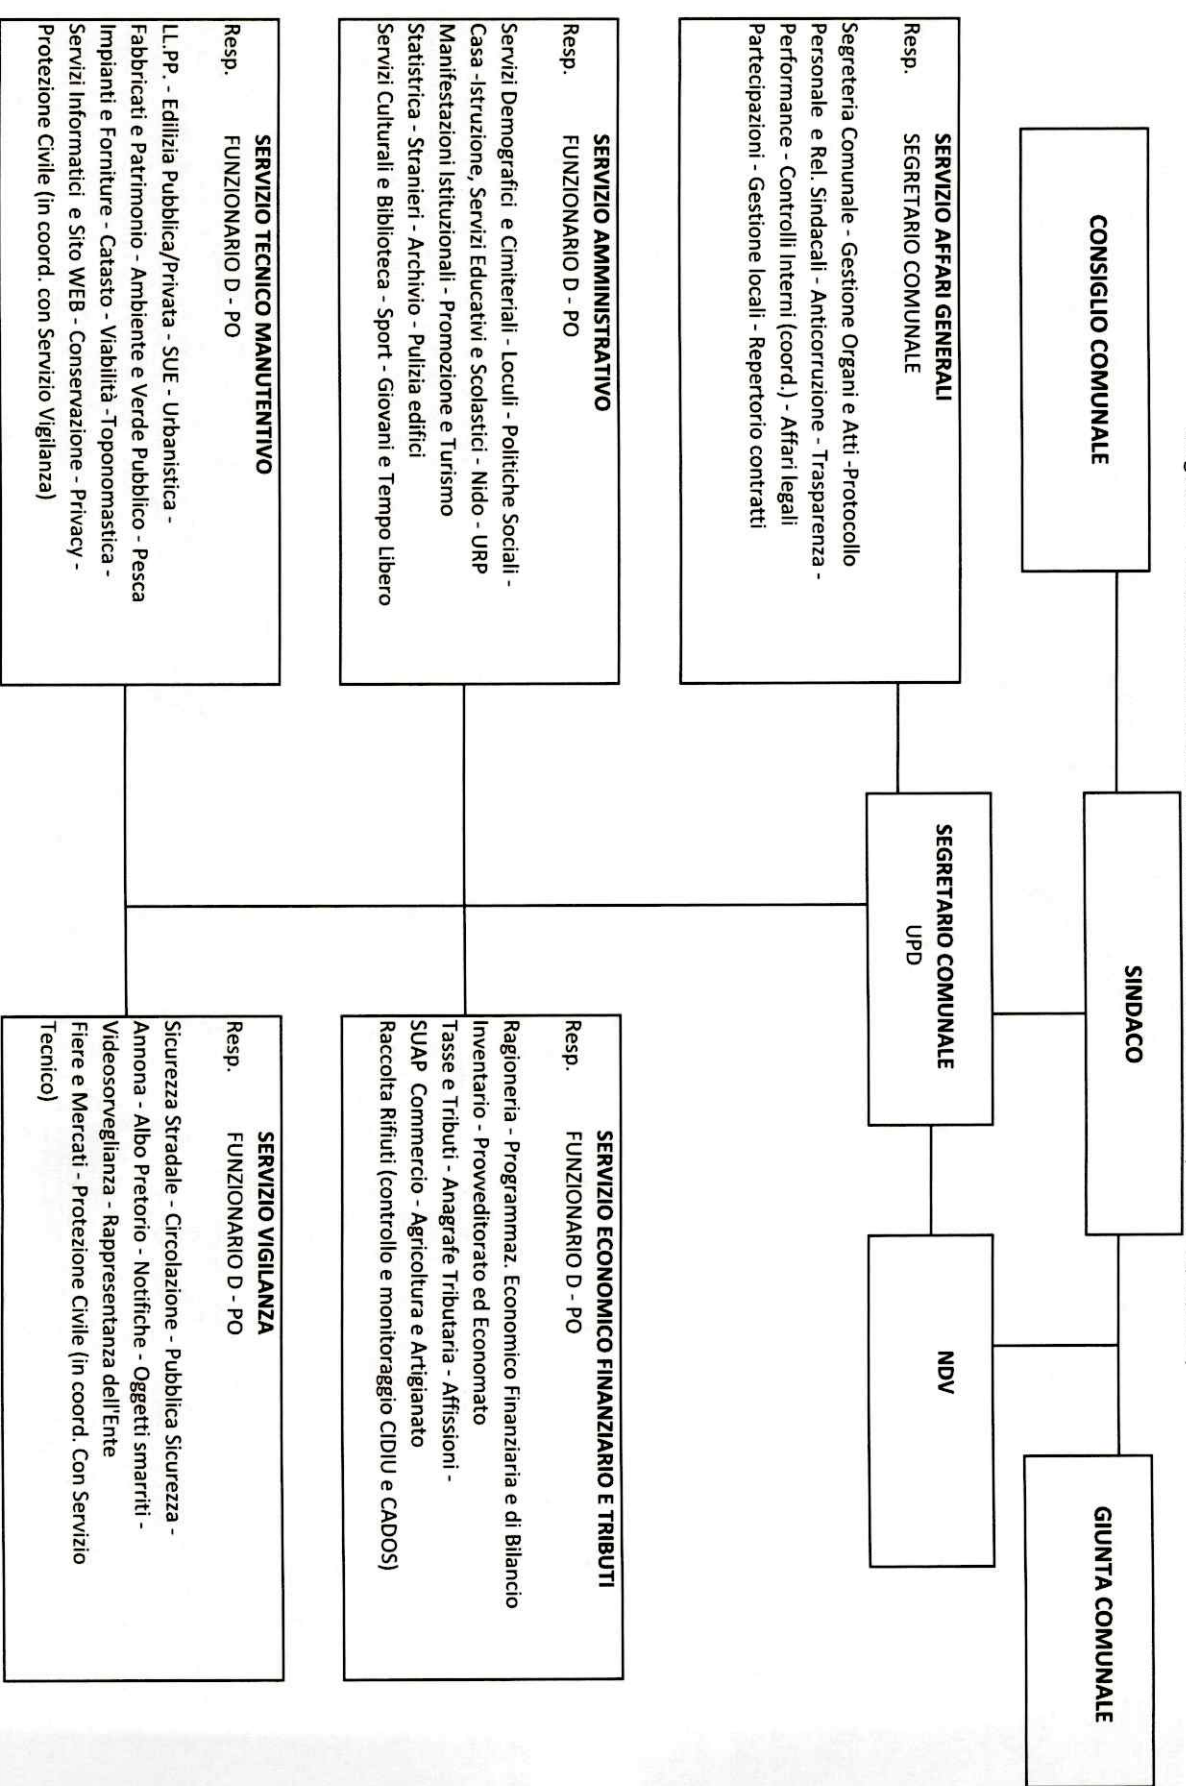 CONSIGLIO COMUNALE
SINDACO
GIUNTA COMUNALE
SEGRETARIO COMUNALE
UPD
NDV
SERVIZIO AFFARI GENERALI
Resp. SEGRETARIO COMUNALE
Segreteria Comunale - Gestione Organi e Atti -Protocollo
Personale e Rel. Sindacali - Anticorruzione - Trasparenza -
Performance - Controlli Interni (coord.) - Affari legali
Partecipazioni - Gestione locali - Repertorio contratti
SERVIZIO AMMINISTRATIVO
Resp. FUNZIONARIO D - PO
Servizi Demografici e Cimiteriali - Loculi - Politiche Sociali -
Casa -Istruzione, Servizi Educativi e Scolastici - Nido - URP
Manifestazioni Istituzionali - Promozione e Turismo
Statistrica - Stranieri - Archivio - Pulizia edifici
Servizi Culturali e Biblioteca - Sport - Giovani e Tempo Libero
SERVIZIO ECONOMICO FINANZIARIO E TRIBUTI
Resp. FUNZIONARIO D - PO
Ragioneria - Programmaz. Economico Finanziaria e di Bilancio
Inventario - Provveditorato ed Economato
Tasse e Tributi - Anagrafe Tributaria - Affissioni -
SUAP Commercio - Agricoltura e Artigianato
Raccolta Rifiuti (controllo e monitoraggio CIDIU e CADOS)
SERVIZIO TECNICO MANUTENTIVO
Resp. FUNZIONARIO D - PO
LL.PP. - Edilizia Pubblica/Privata - SUE - Urbanistica -
Fabbricati e Patrimonio - Ambiente e Verde Pubblico - Pesca
Impianti e Forniture - Catasto - Viabilità -Toponomastica -
Servizi Informatici e Sito WEB - Conservazione - Privacy -
Protezione Civile (in coord. con Servizio Vigilanza)
SERVIZIO VIGILANZA
Resp. FUNZIONARIO D - PO
Sicurezza Stradale - Circolazione - Pubblica Sicurezza -
Annona - Albo Pretorio - Notifiche - Oggetti smarriti -
Videosorveglianza - Rappresentanza dell'Ente
Fiere e Mercati - Protezione Civile (in coord. Con Servizio
Tecnico)